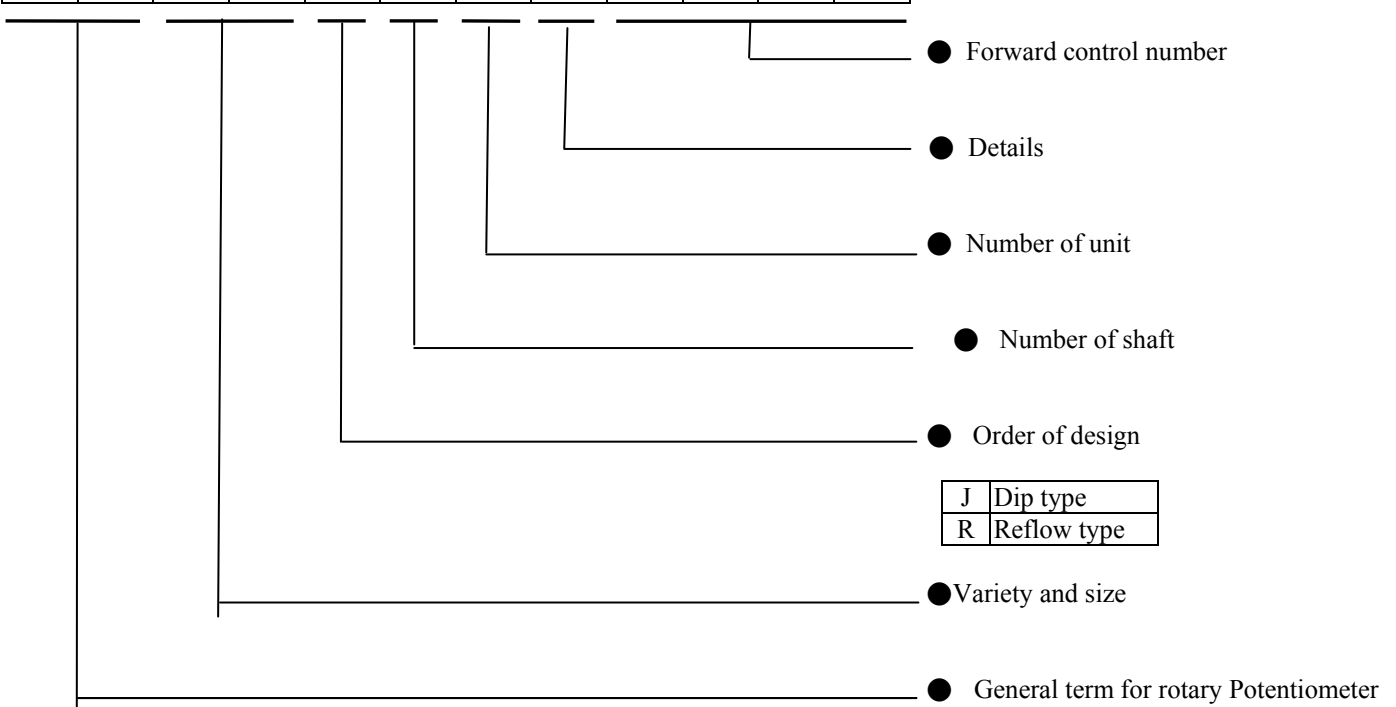 ● Forward control number
● Details
● Number of unit
● Number of shaft
● Order of design
J Dip type
R Reflow type
●Variety and size
● General term for rotary Potentiometer